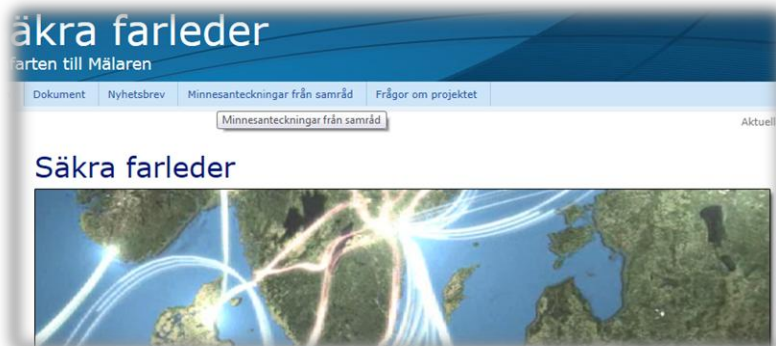 äkra farleder
farten till Mälaren
Dokument Nyhetsbrev Minnesanteckningar från samråd Frågor om projektet
Minnesanteckningar från samråd
Aktuell
Säkra farleder